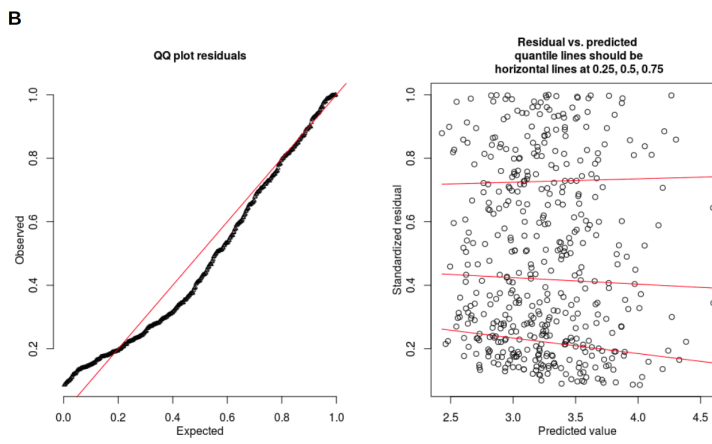 B
QQ plot residuals
Observed
1.0
0.8
0.6
0.4
0.2
0.0
0.2
0.4
0.6
0.8
1.0
Expected
Residual vs. predicted
quantile lines should be
horizontal lines at 0.25, 0.5, 0.75
Standardized residual
1.0
0.8
0.6
0.4
0.2
2.5
3.0
3.5
4.0
4.5
Predicted value